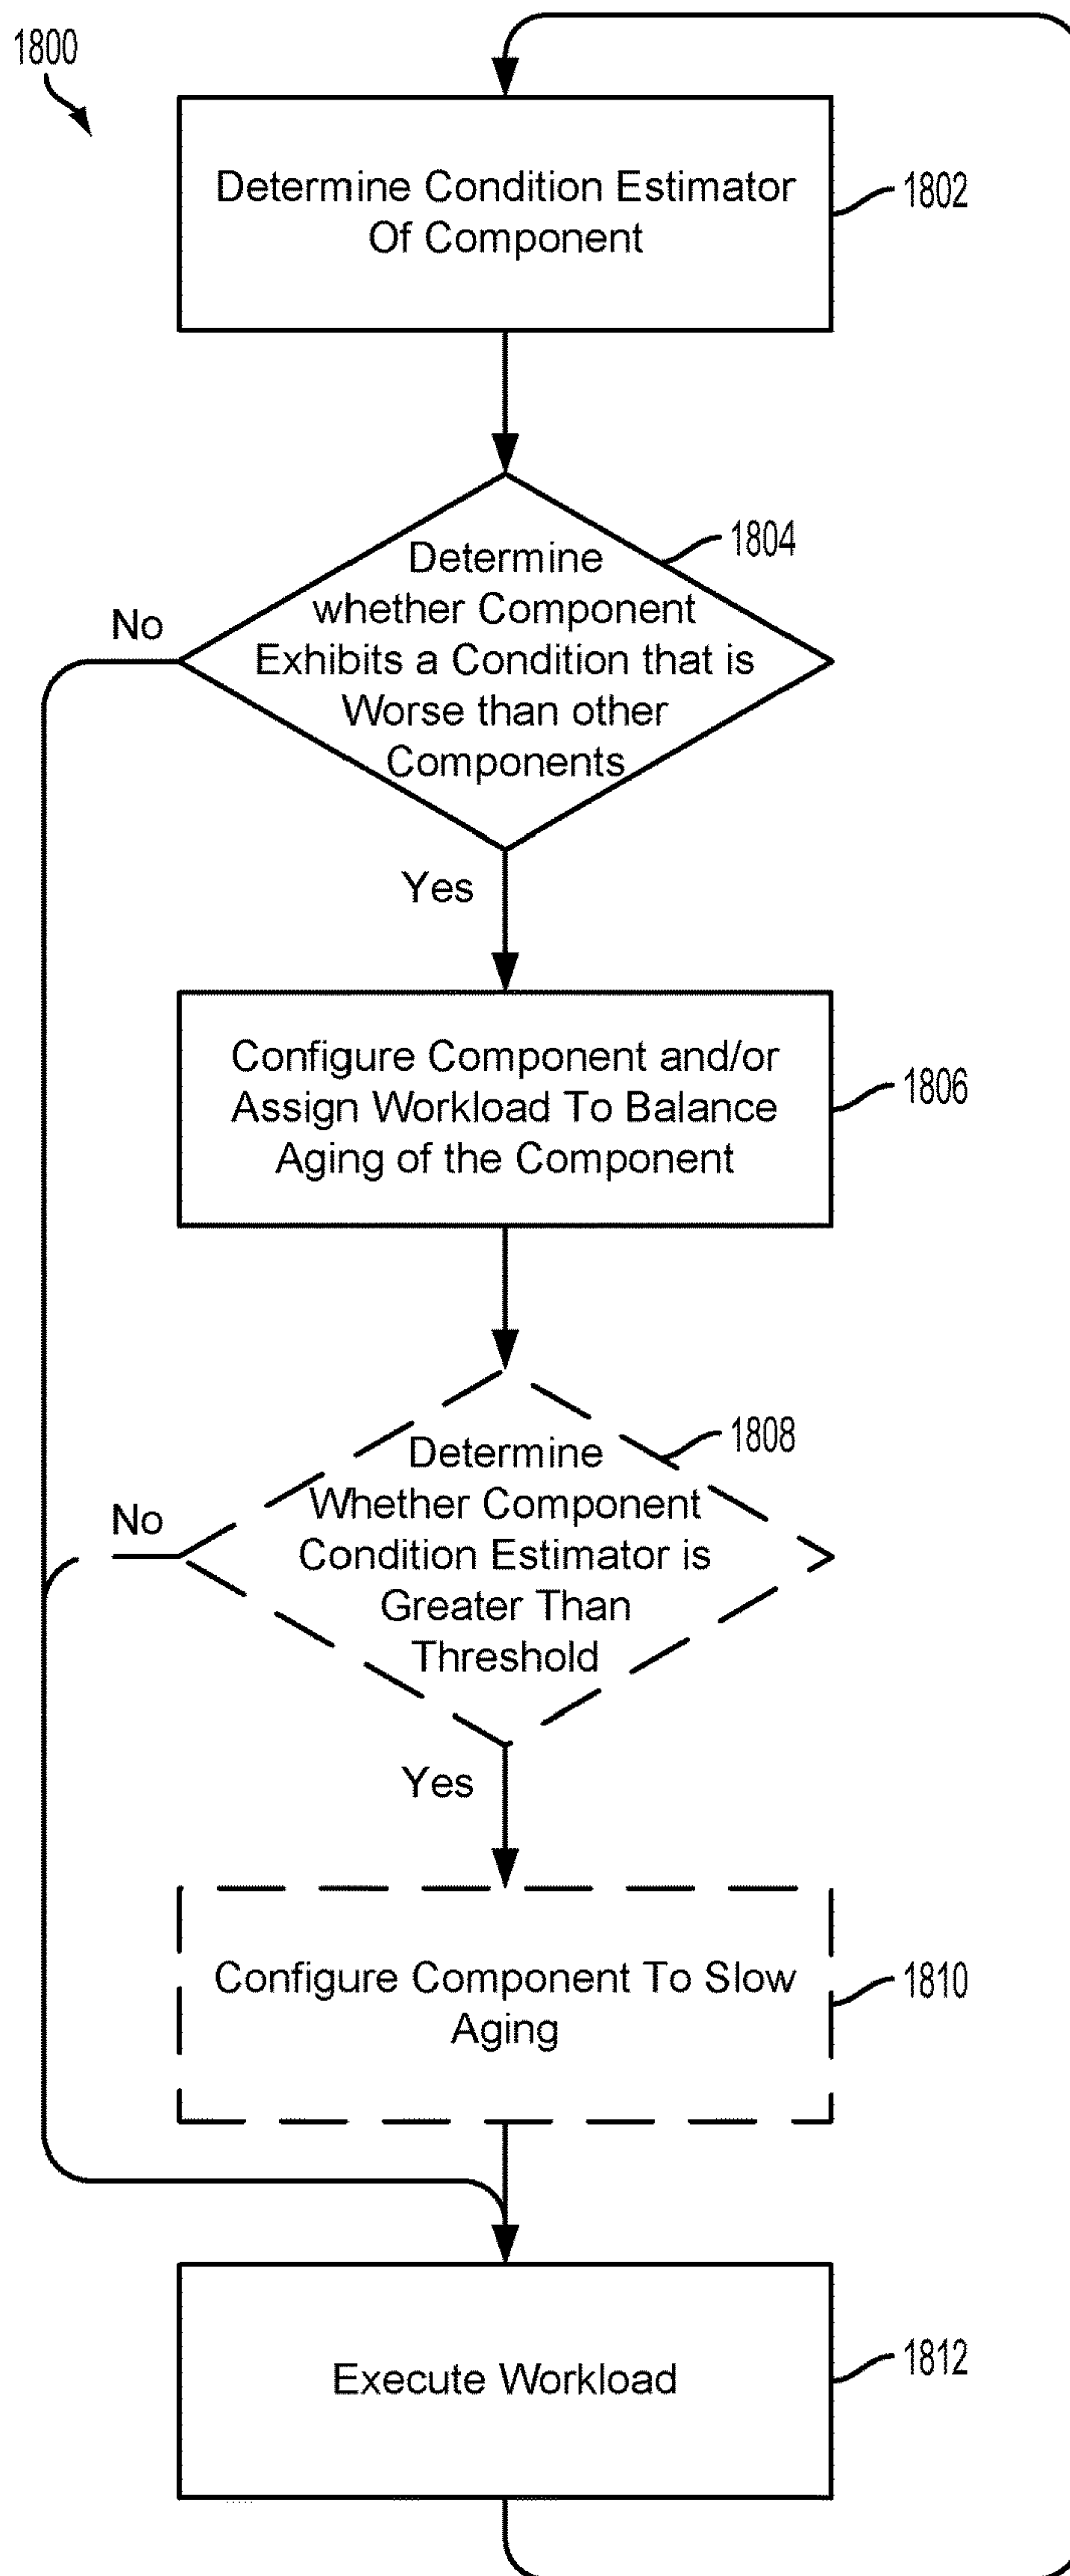 1800
Determine Condition Estimator
Of Component
1802
Determine
whether Component
Exhibits a Condition that is
Worse than other
Components
1804
No
Yes
Configure Component and/or
Assign Workload To Balance
Aging of the Component
1806
Determine
Whether Component
Condition Estimator is
Greater Than
Threshold
1808
No
Yes
Configure Component To Slow
Aging
1810
Execute Workload
1812